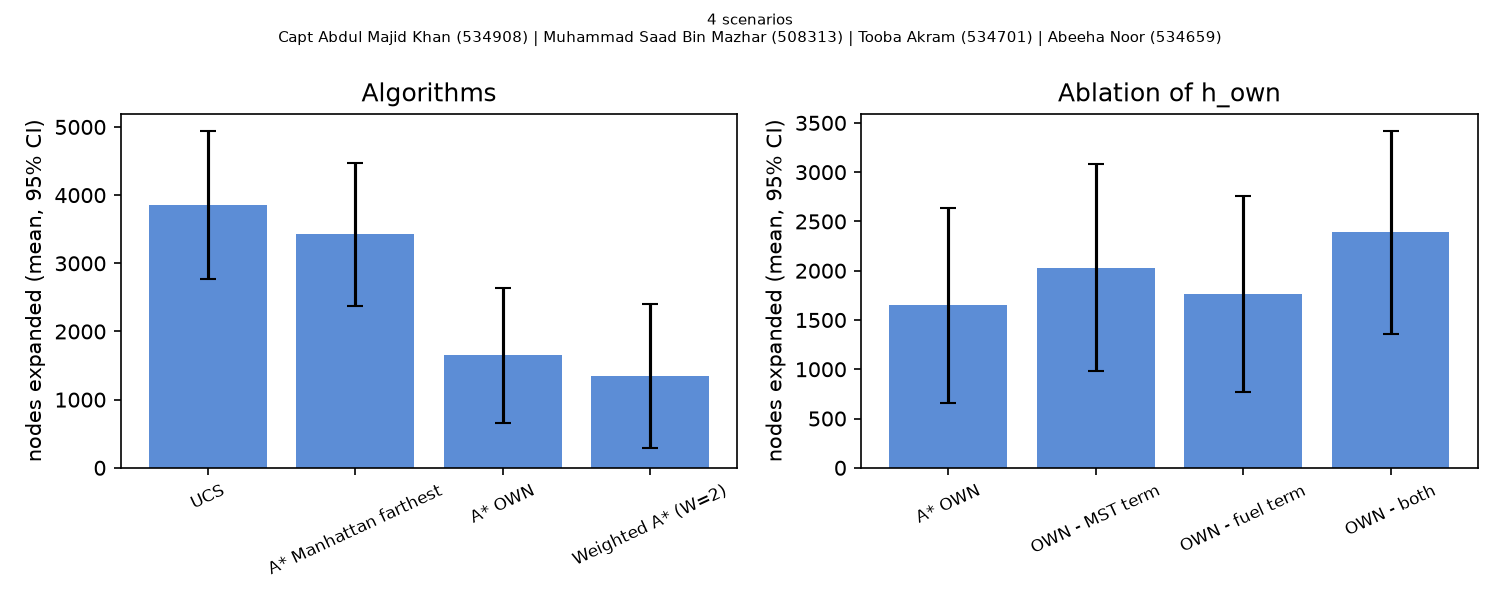 4 scenarios
Capt Abdul Majid Khan (534908) | Muhammad Saad Bin Mazhar (508313) | Tooba Akram (534701) | Abeeha Noor (534659)
Algorithms
nodes expanded (mean, 95% CI)
5000
4000
3000
2000
1000
0
UCS
A* Manhattan farthest
A* OWN
Weighted A* (W=2)
Ablation of h_own
nodes expanded (mean, 95% CI)
3500
3000
2500
2000
1500
1000
500
0
A* OWN
OWN - MST term
OWN - fuel term
OWN - both